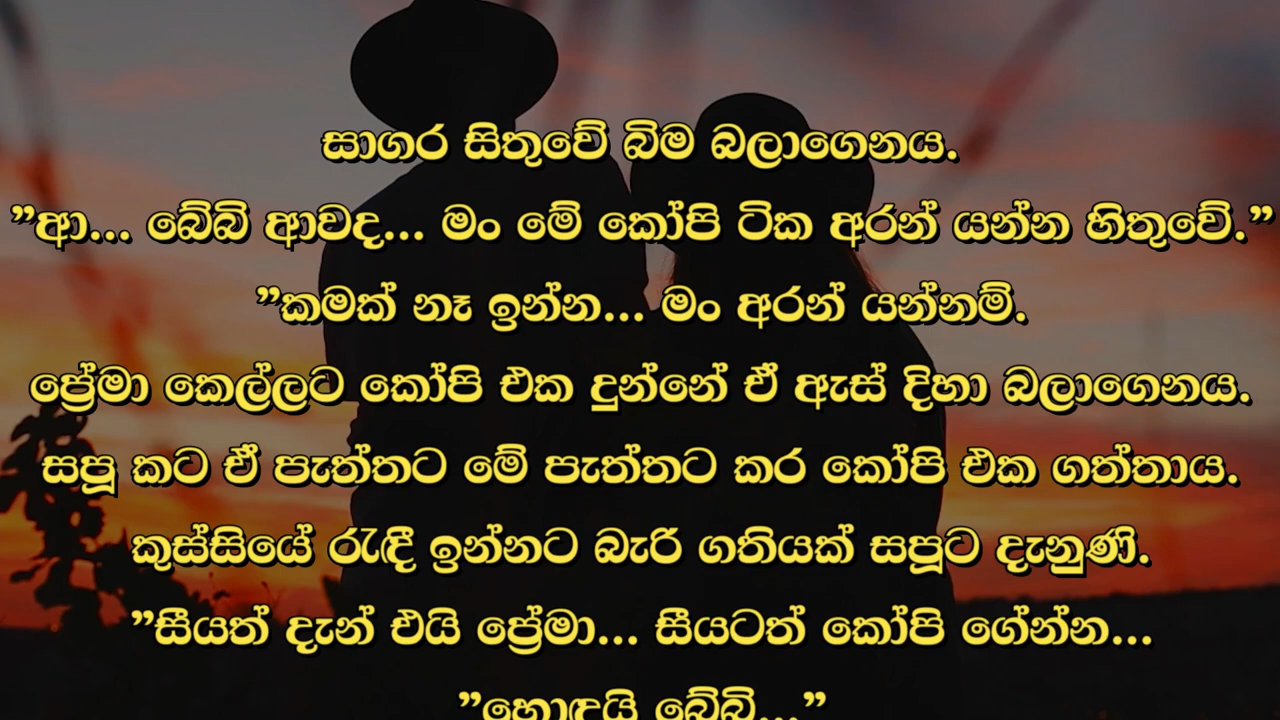 සාගර සිතුවේ බිම බලාගෙනය.
”ආ... බේබි ආවද... මං මේ කෝපි ටික අරන් යන්න හිතුවේ.”
”කමක් නෑ ඉන්න... මං අරන් යන්නම්.
ප්‍රේමා කෙල්ලට කෝපි එක දුන්නේ ඒ ඇස් දිහා බලාගෙනය.
සපූ කට ඒ පැත්තට මේ පැත්තට කර කෝපි එක ගත්තාය.
කුස්සියේ රැඳී ඉන්නට බැරි ගතියක් සපූට දැනුණි.
”සීයත් දැන් එයි ප්‍රේමා... සීයටත් කෝපි ගේන්න...
”හොඳයි බේබි...”